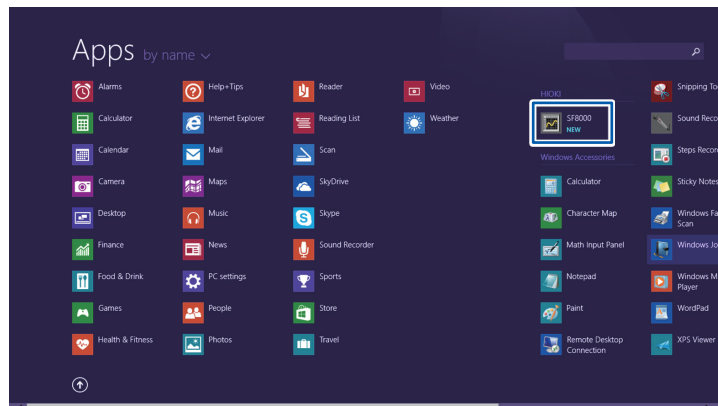 Apps by name
Alarms
Calculator
Calendar
Camera
Desktop
Finance
Food & Drink
Games
Health & Fitness
Help+Tips
Internet Explorer
Mail
Maps
Music
News
PC settings
People
Photos
Reader
Reading List
Scan
SkyDrive
Skype
Sound Recorder
Sports
Store
Travel
Video
Weather
HIOKI
SF8000
NEW
Windows Accessories
Calculator
Character Map
Math Input Panel
Notepad
Paint
Remote Desktop
Connection
Snipping To
Sound Reco
Steps Recor
Sticky Notes
Windows Fa
Scan
Windows Jo
Windows M
Player
WordPad
XPS Viewer